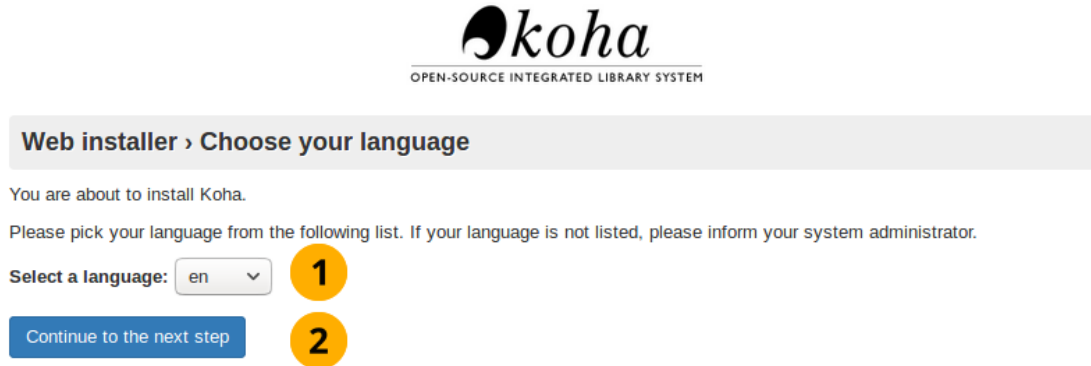 koha
OPEN-SOURCE INTEGRATED LIBRARY SYSTEM
Web installer › Choose your language
You are about to install Koha.
Please pick your language from the following list. If your language is not listed, please inform your system administrator.
Select a language: en 1
Continue to the next step 2